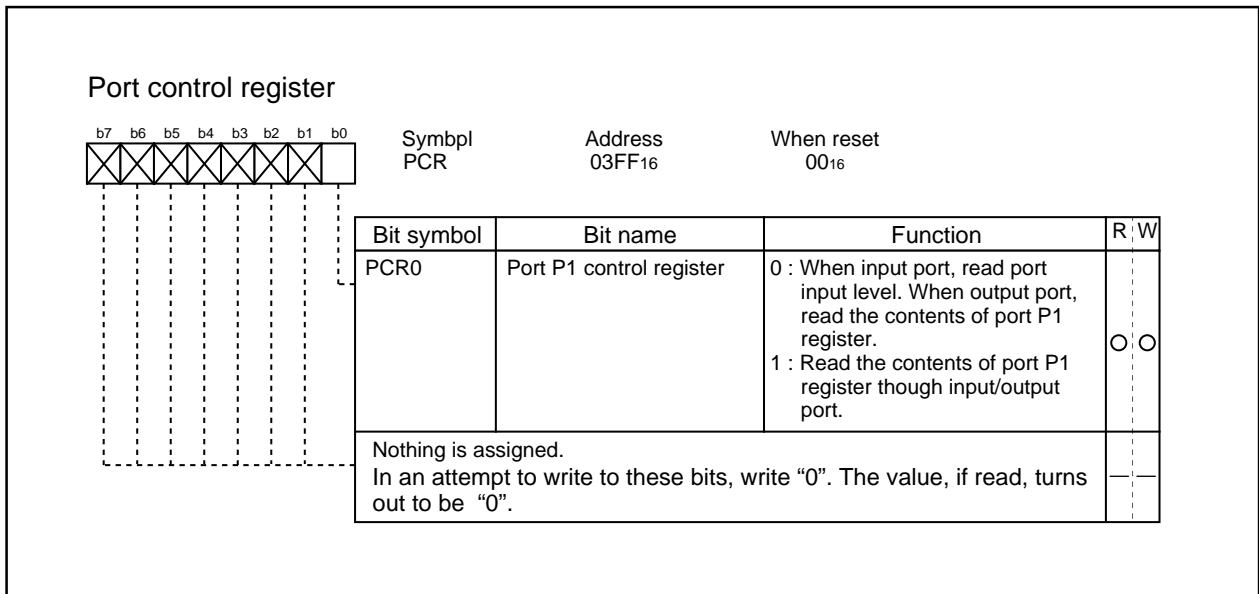 Port control register
b7 b6 b5 b4 b3 b2 b1 b0
Symbpl Address When reset
PCR 03FF16 0016
Bit symbol Bit name Function R W
PCR0 Port P1 control register 0 : When input port, read port
input level. When output port,
read the contents of port P1
register.
1 : Read the contents of port P1
register though input/output
port.
Nothing is assigned.
In an attempt to write to these bits, write “0”. The value, if read, turns
out to be “0”.